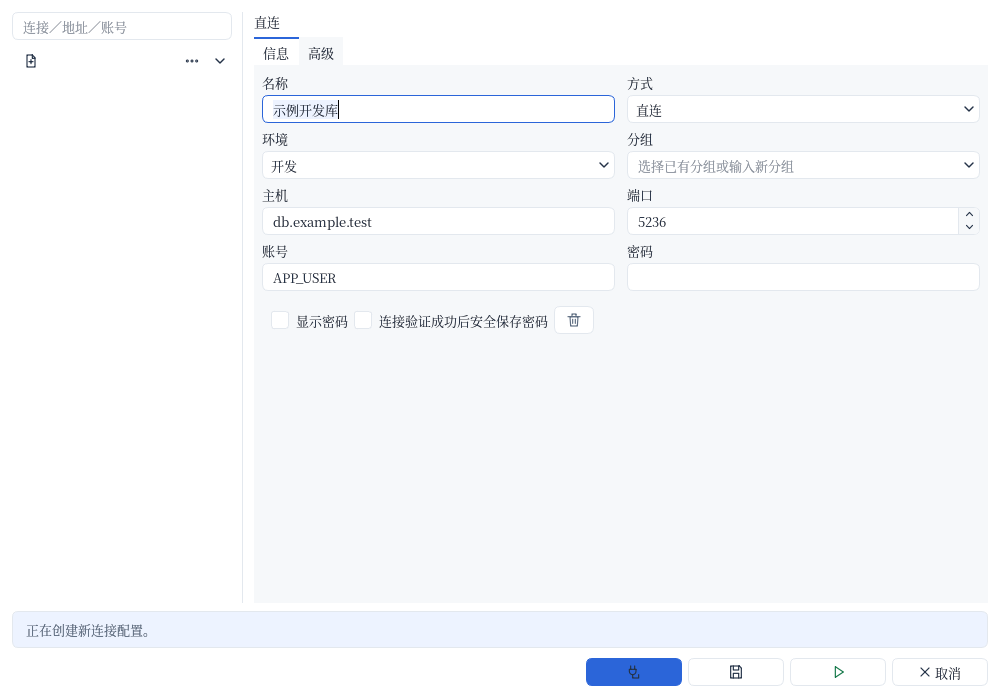 连接／地址／账号
直连
信息 高级
名称 方式
示例开发库 直连
环境 分组
开发 选择已有分组或输入新分组
主机 端口
db.example.test 5236
账号 密码
APP_USER
显示密码 连接验证成功后安全保存密码
正在创建新连接配置。
取消